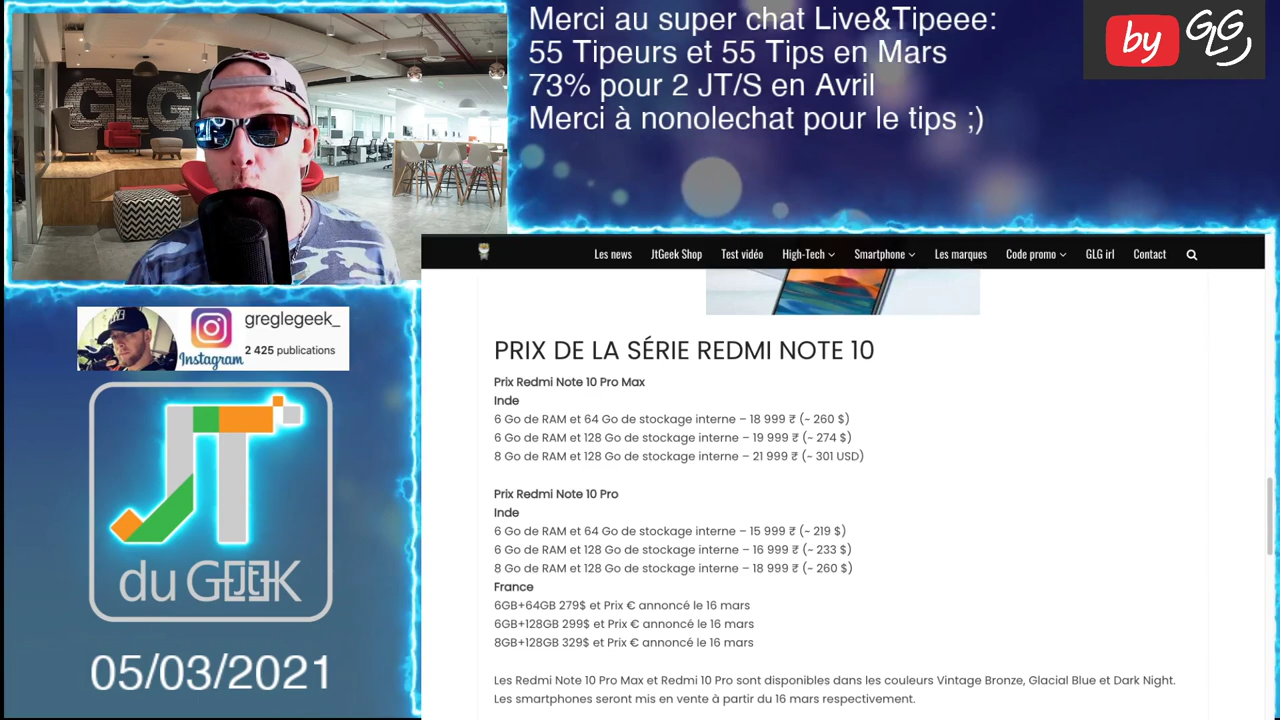 Merci au super chat Live&Tipeee:
55 Tipeurs et 55 Tips en Mars
73% pour 2 JT/S en Avril
Merci à nonolechat pour le tips ;)
by GLG
GLG
greglegeek_
Instagram
2 425 publications
JT
du GEEK
05/03/2021
Les news JtGeek Shop Test vidéo High-Tech Smartphone Les marques Code promo GLG irl Contact
PRIX DE LA SÉRIE REDMI NOTE 10
Prix Redmi Note 10 Pro Max
Inde
6 Go de RAM et 64 Go de stockage interne – 18 999 ₹ (~ 260 $)
6 Go de RAM et 128 Go de stockage interne – 19 999 ₹ (~ 274 $)
8 Go de RAM et 128 Go de stockage interne – 21 999 ₹ (~ 301 USD)
Prix Redmi Note 10 Pro
Inde
6 Go de RAM et 64 Go de stockage interne – 15 999 ₹ (~ 219 $)
6 Go de RAM et 128 Go de stockage interne – 16 999 ₹ (~ 233 $)
8 Go de RAM et 128 Go de stockage interne – 18 999 ₹ (~ 260 $)
France
6GB+64GB 279$ et Prix € annoncé le 16 mars
6GB+128GB 299$ et Prix € annoncé le 16 mars
8GB+128GB 329$ et Prix € annoncé le 16 mars
Les Redmi Note 10 Pro Max et Redmi 10 Pro sont disponibles dans les couleurs Vintage Bronze, Glacial Blue et Dark Night.
Les smartphones seront mis en vente à partir du 16 mars respectivement.